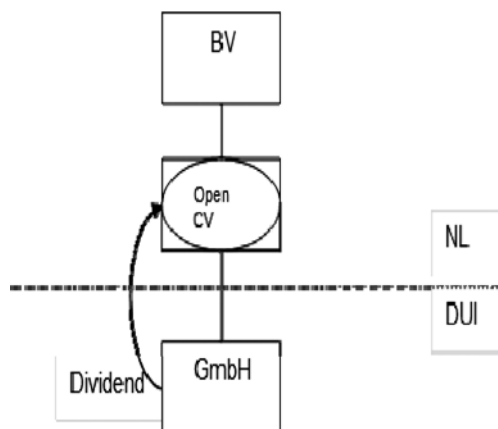 BV
Open
CV
NL
DUI
GmbH
Dividend